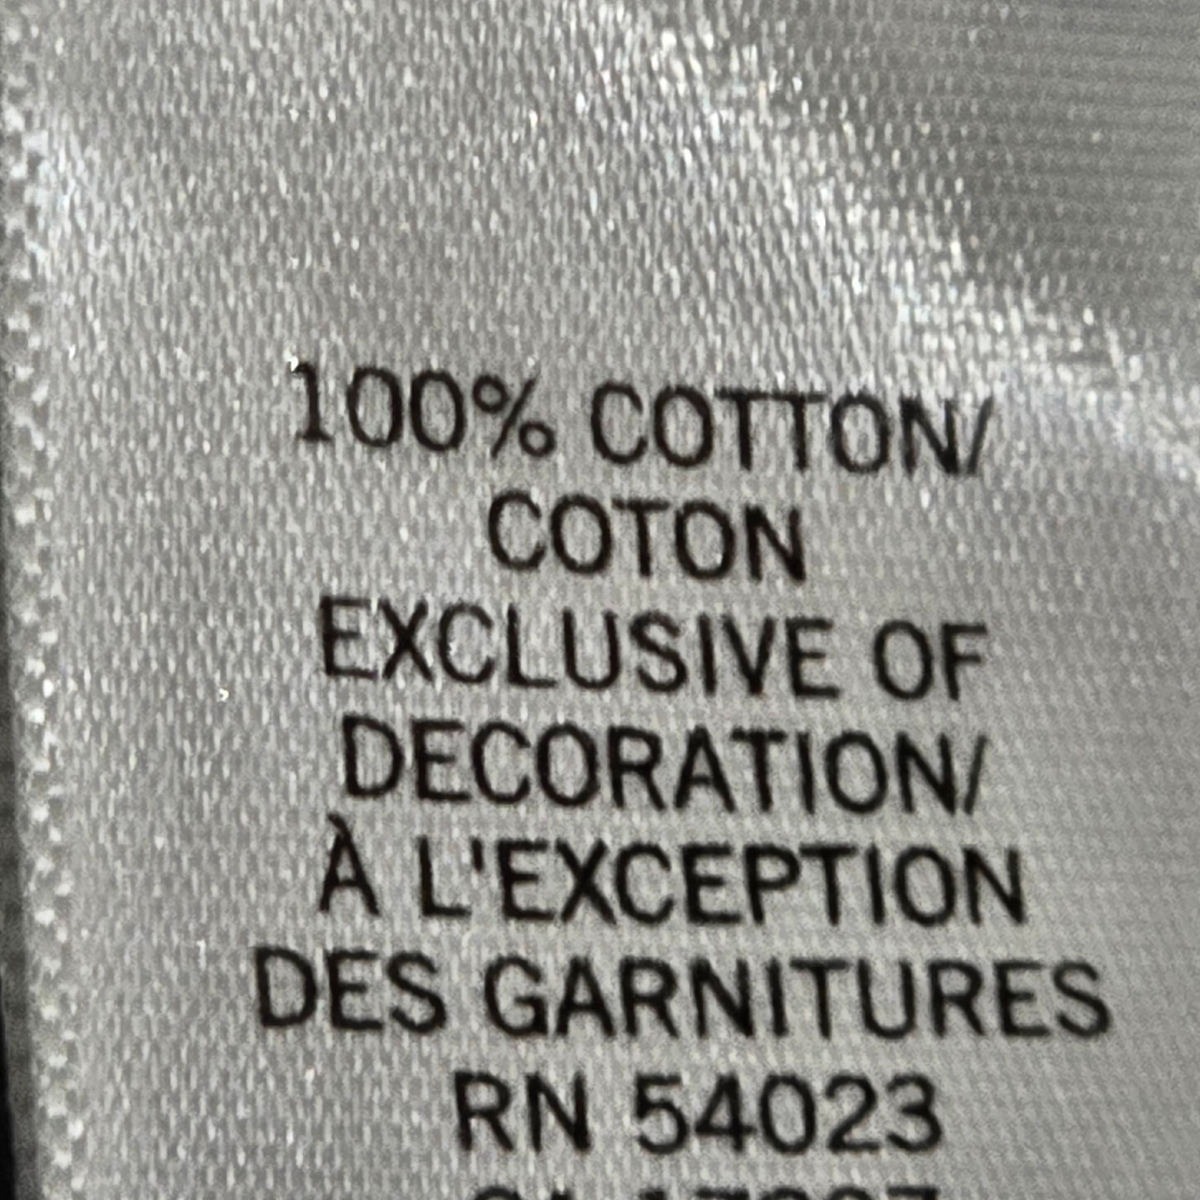 100% COTTON/
COTON
EXCLUSIVE OF
DECORATION/
À L'EXCEPTION
DES GARNITURES
RN 54023